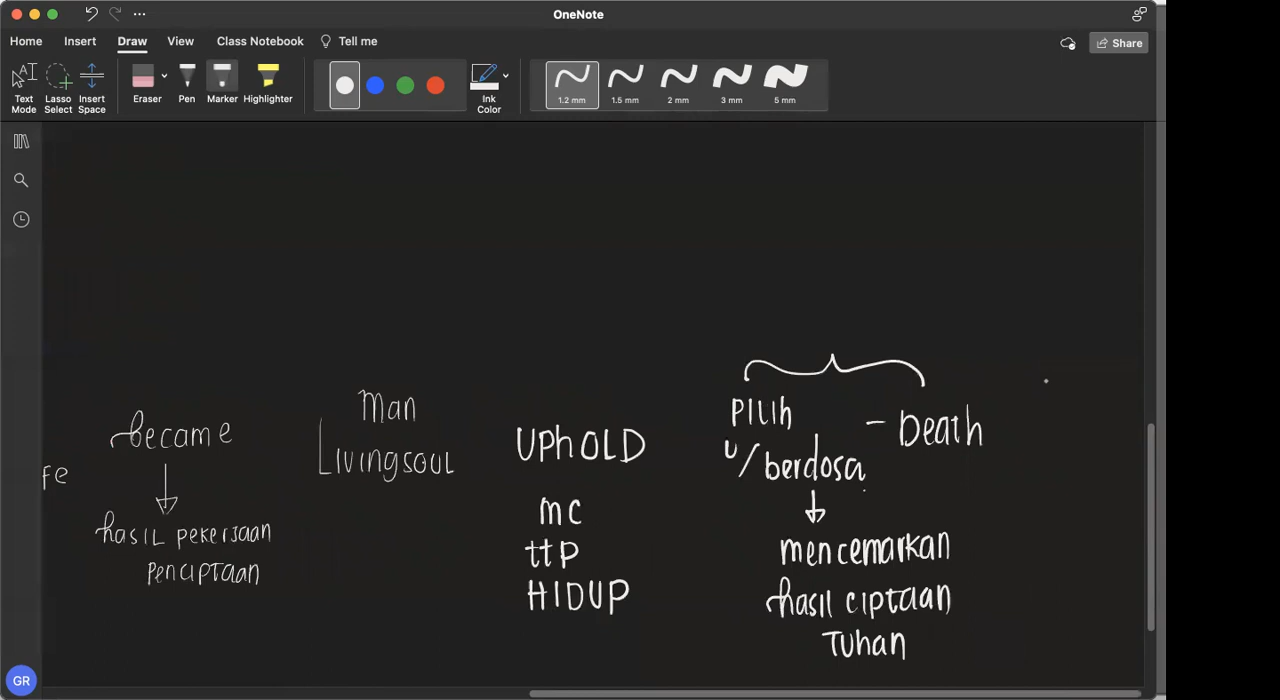 OneNote
Home Insert Draw View Class Notebook Tell me
Share
Text Mode
Lasso Select
Insert Space
Eraser
Pen
Marker
Highlighter
Ink Color
1.2 mm
1.5 mm
2 mm
3 mm
5 mm
Fe
became
hasil pekerjaan
penciptaan
Man
Livingsoul
UPhOLD
mc
ttp
HIDUP
Pilih
u/berdosa
- Death
mencemarkan
hasil ciptaan
Tuhan
GR